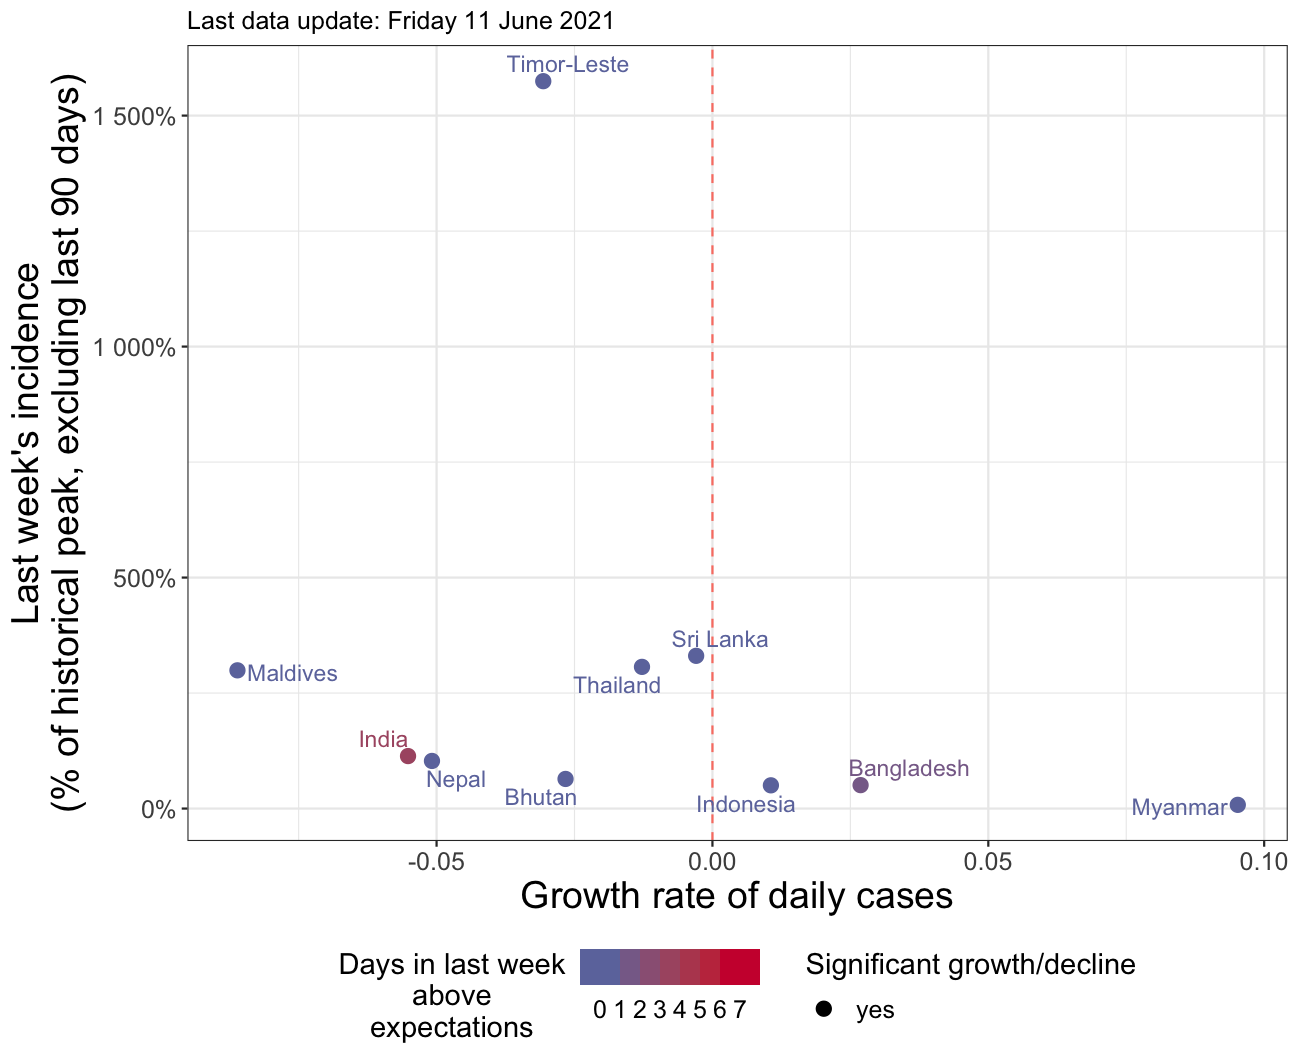 Last data update: Friday 11 June 2021
Last week's incidence
(% of historical peak, excluding last 90 days)
1 500%
1 000%
500%
0%
Timor-Leste
Sri Lanka
Thailand
Maldives
India
Nepal
Bhutan
Indonesia
Bangladesh
Myanmar
-0.05
0.00
0.05
0.10
Growth rate of daily cases
Days in last week
above
expectations
0 1 2 3 4 5 6 7
Significant growth/decline
yes